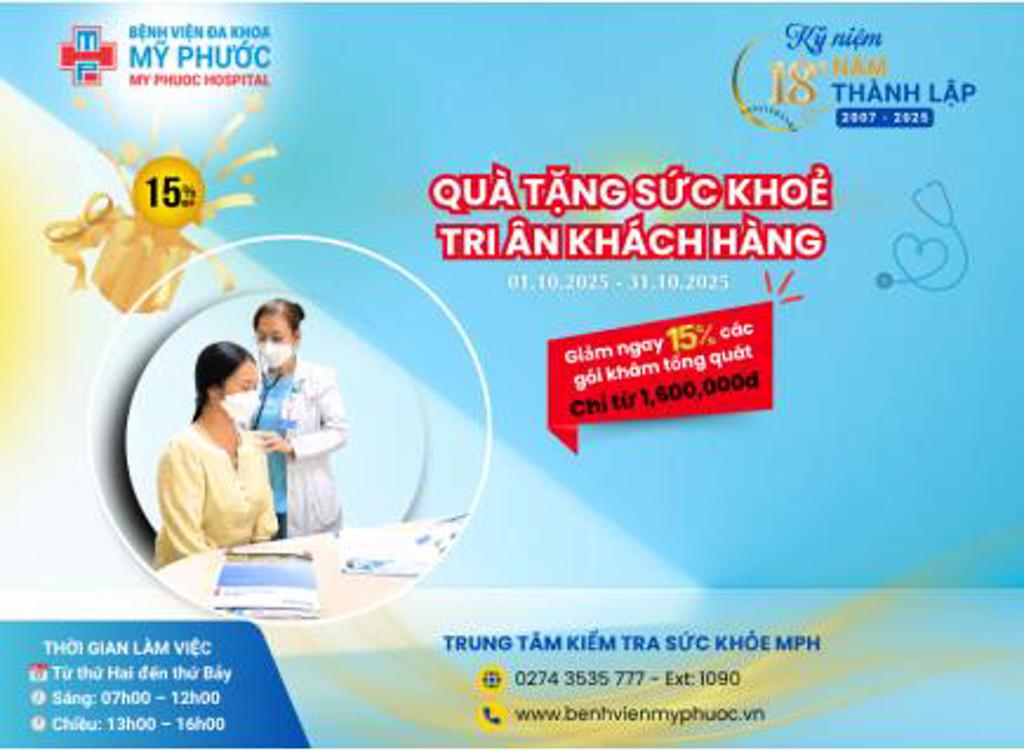 BỆNH VIỆN ĐA KHOA
MỸ PHƯỚC
MY PHUOC HOSPITAL
Kỷ niệm
18 NĂM
THÀNH LẬP
2007 - 2025
15%
QUÀ TẶNG SỨC KHOẺ
TRI ÂN KHÁCH HÀNG
01.10.2025 - 31.10.2025
Giảm ngay 15% các
gói khám tổng quát
Chỉ từ 1,600,000đ
THỜI GIAN LÀM VIỆC
Từ thứ Hai đến thứ Bảy
Sáng: 07h00 – 12h00
Chiều: 13h00 – 16h00
TRUNG TÂM KIỂM TRA SỨC KHỎE MPH
0274 3535 777 - Ext: 1090
www.benhvienmyphuoc.vn